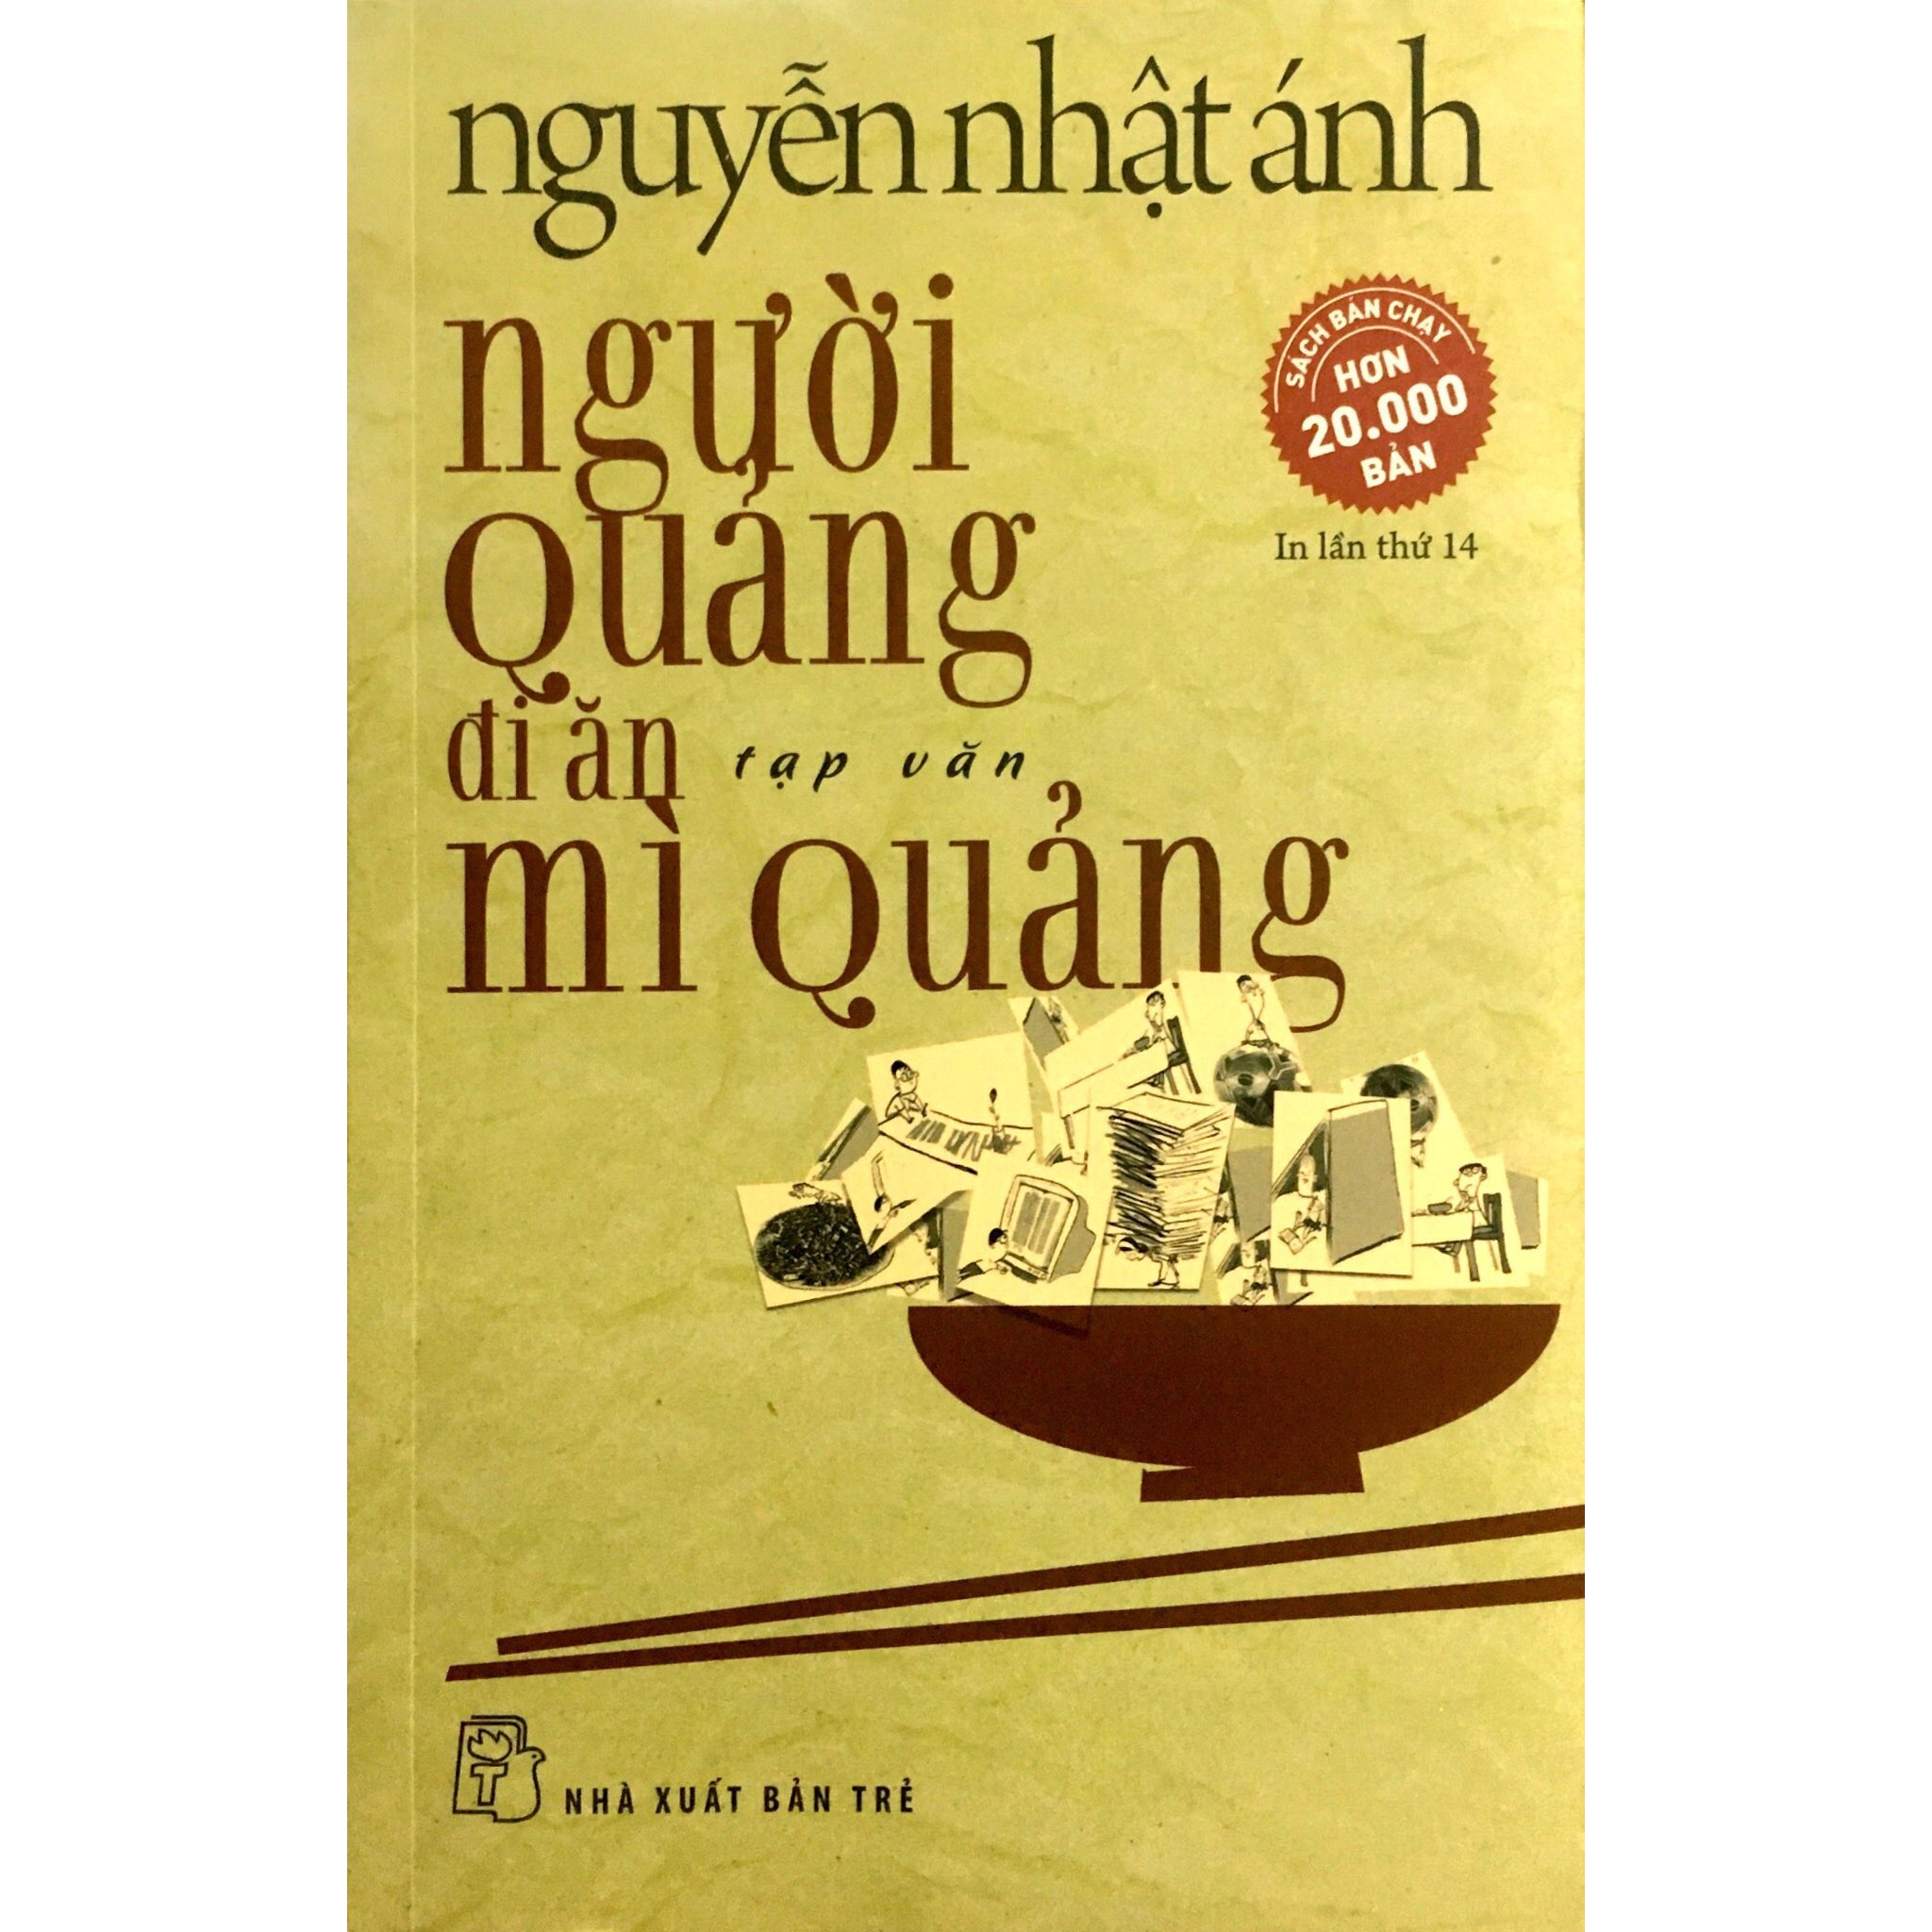 nguyễn nhật ánh
người
Quảng
đi ăn tạp văn
mì Quảng
SÁCH BÁN CHẠY
HƠN
20.000
BẢN
In lần thứ 14
NHÀ XUẤT BẢN TRẺ